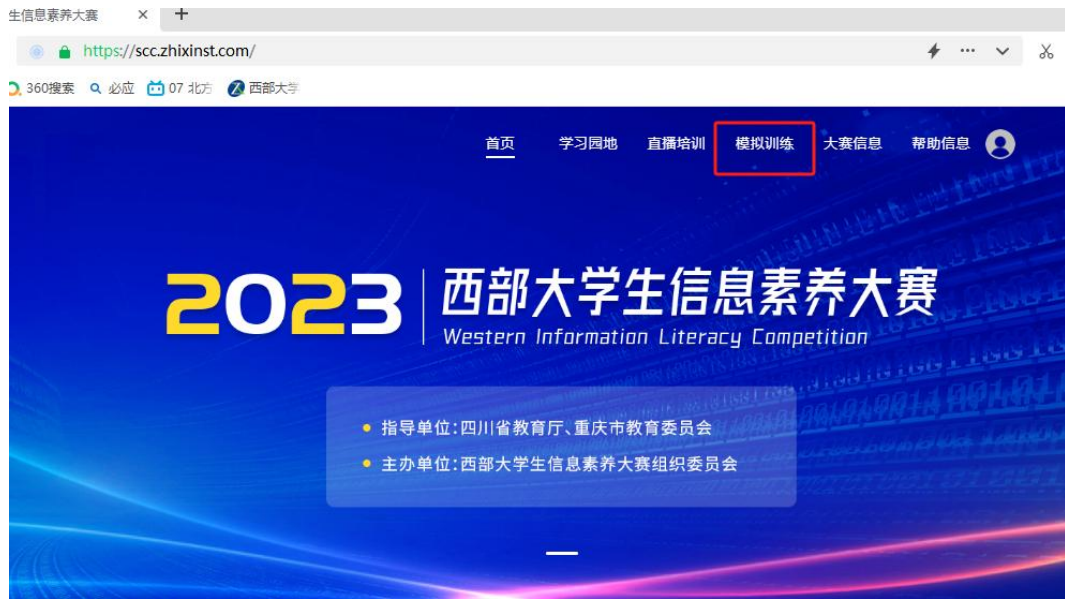 生信息素养大赛
https://scc.zhixinst.com/
360搜索 必应 07 北方 西部大学
首页 学习园地 直播培训 模拟训练 大赛信息 帮助信息
2023 西部大学生信息素养大赛
Western Information Literacy Competition
指导单位:四川省教育厅、重庆市教育委员会
主办单位:西部大学生信息素养大赛组织委员会